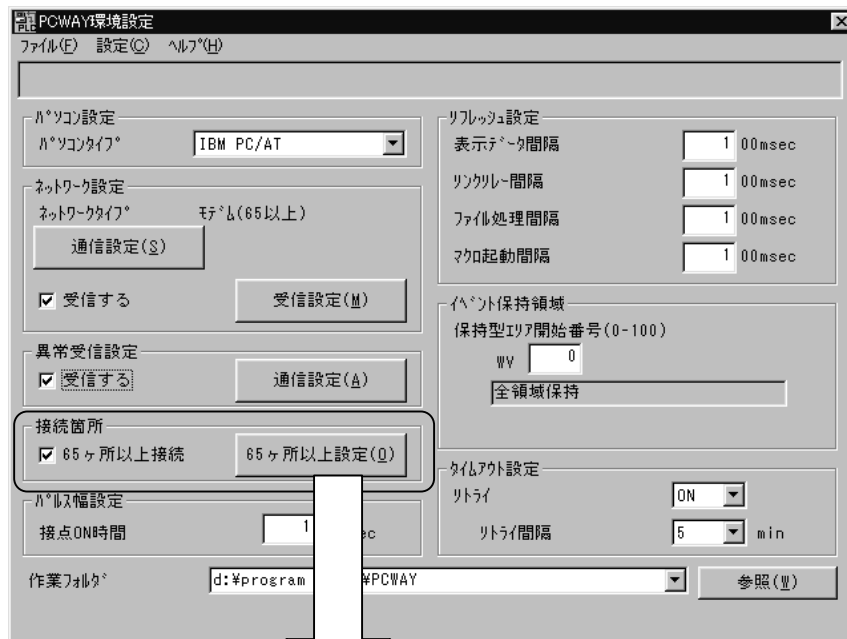 PCWAY環境設定
ファイル(F) 設定(C) ヘルプ(H)
パソコン設定
パソコンタイプ IBM PC/AT
ネットワーク設定
ネットワークタイプ モデム(65以上)
通信設定(S)
受信する 受信設定(M)
異常受信設定
受信する 通信設定(A)
接続箇所
65ヶ所以上接続 65ヶ所以上設定(O)
パルス幅設定
接点ON時間 1
リフレッシュ設定
表示データ間隔 1 00msec
リンクリレー間隔 1 00msec
ファイル処理間隔 1 00msec
マクロ起動間隔 1 00msec
イベント保持領域
保持型エリア開始番号(0-100)
WV 0
全領域保持
タイムアウト設定
リトライ ON
リトライ間隔 5 min
作業フォルダ d:¥program ¥PCWAY 参照(W)